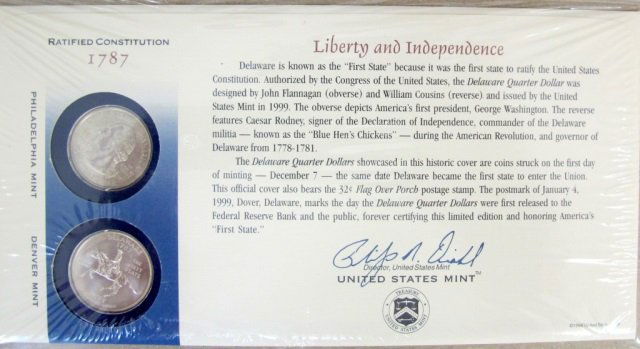 RATIFIED CONSTITUTION
1787
PHILADELPHIA MINT
DENVER MINT
Liberty and Independence
Delaware is known as the "First State" because it was the first state to ratify the United States
Constitution. Authorized by the Congress of the United States, the Delaware Quarter Dollar was
designed by John Flannagan (obverse) and William Cousins (reverse) and issued by the United
States Mint in 1999. The obverse depicts America's first president, George Washington. The reverse
features Caesar Rodney, signer of the Declaration of Independence, commander of the Delaware
militia — known as the "Blue Hen's Chickens" — during the American Revolution, and governor of
Delaware from 1778-1781.
The Delaware Quarter Dollars showcased in this historic cover are coins struck on the first day
of minting — December 7 — the same date Delaware became the first state to enter the Union.
This official cover also bears the 32¢ Flag Over Porch postage stamp. The postmark of January 4,
1999, Dover, Delaware, marks the day the Delaware Quarter Dollars were first released to the
Federal Reserve Bank and the public, forever certifying this limited edition and honoring America's
"First State."
Director, United States Mint
UNITED STATES MINT™
TREASURY
UNITED STATES MINT